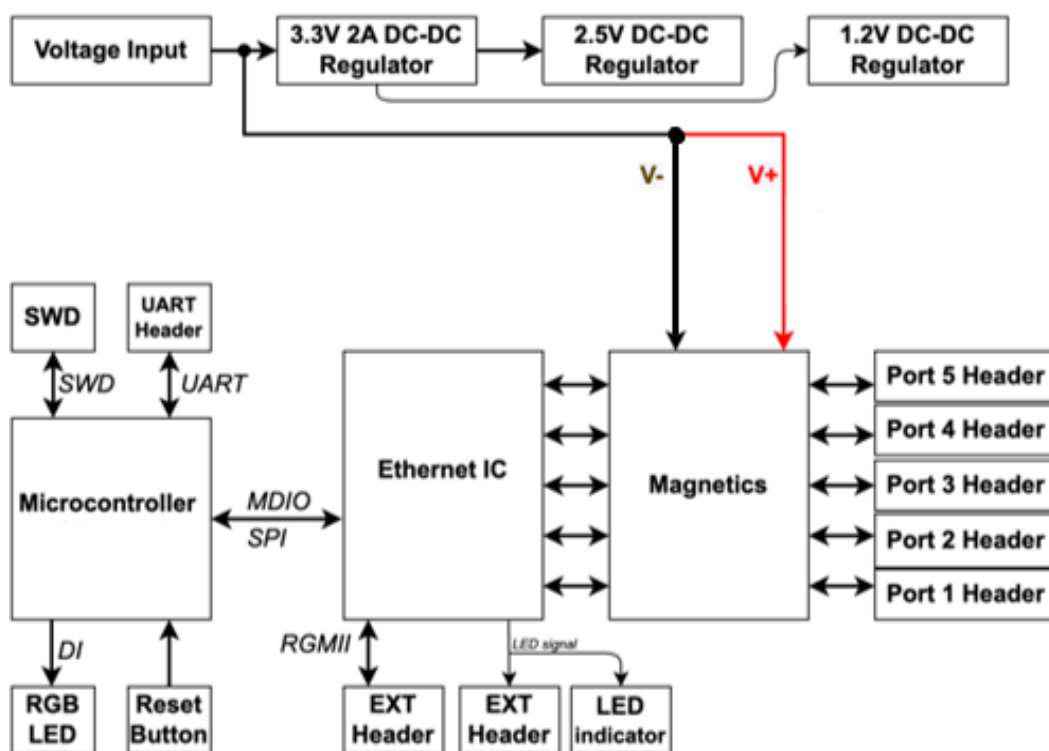 Voltage Input
3.3V 2A DC-DC
Regulator
2.5V DC-DC
Regulator
1.2V DC-DC
Regulator
V-
V+
SWD
UART
Header
SWD
UART
Microcontroller
MDIO
SPI
Ethernet IC
Magnetics
Port 5 Header
Port 4 Header
Port 3 Header
Port 2 Header
Port 1 Header
DI
RGMII
LED signal
RGB
LED
Reset
Button
EXT
Header
EXT
Header
LED
indicator